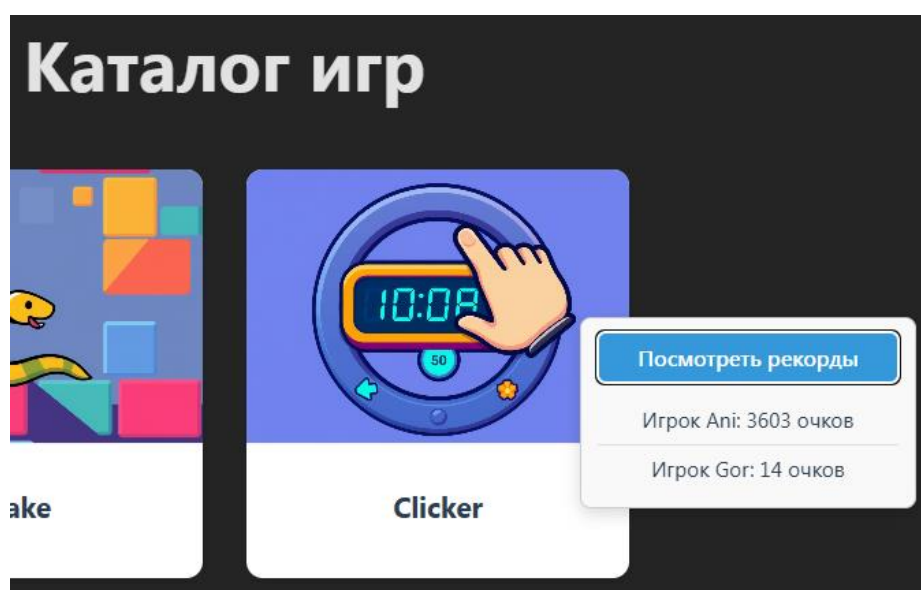 Каталог игр
10:08
50
Посмотреть рекорды
Игрок Ani: 3603 очков
Игрок Gor: 14 очков
ake
Clicker